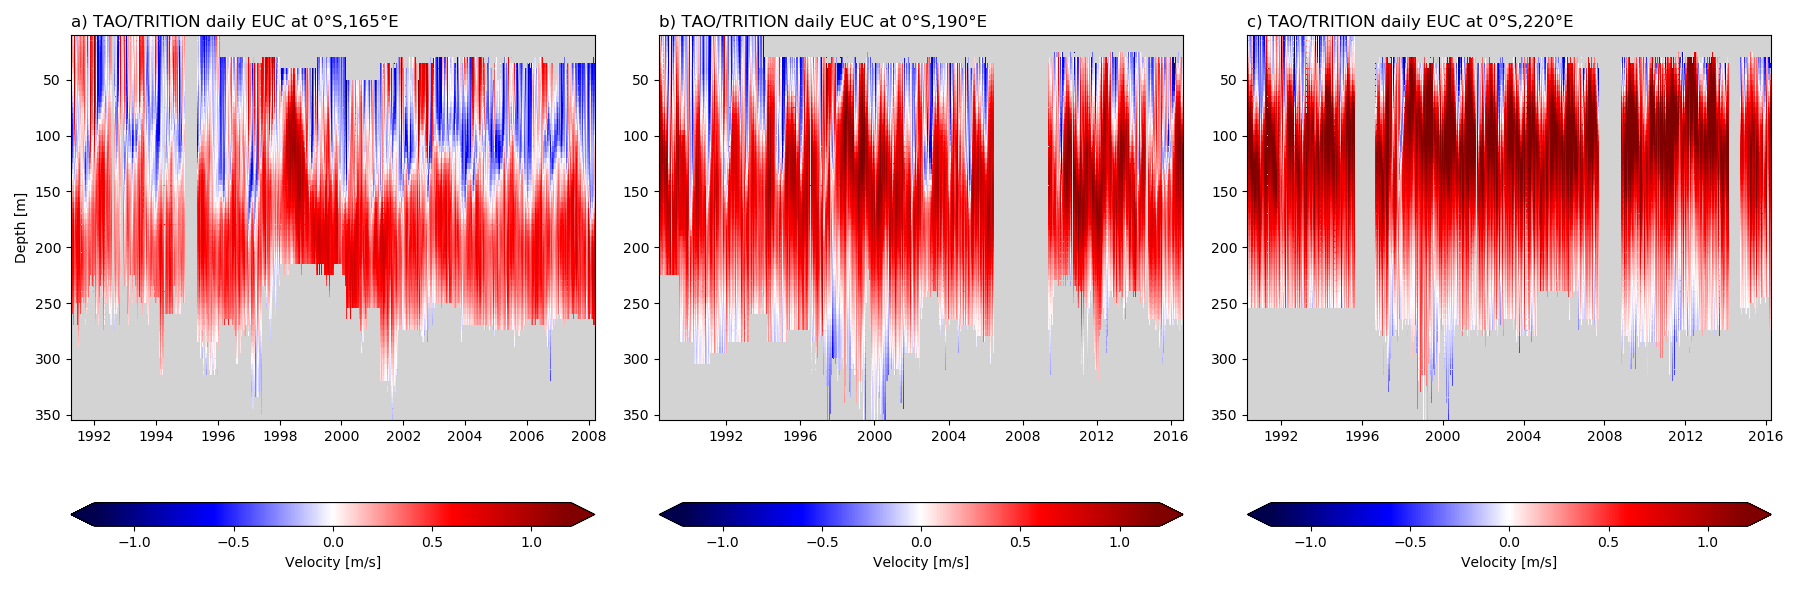 a) TAO/TRITION daily EUC at 0°S,165°E
b) TAO/TRITION daily EUC at 0°S,190°E
c) TAO/TRITION daily EUC at 0°S,220°E
Depth [m]
50
100
150
200
250
300
350
50
100
150
200
250
300
350
50
100
150
200
250
300
350
1992 1994 1996 1998 2000 2002 2004 2006 2008
1992 1996 2000 2004 2008 2012 2016
1992 1996 2000 2004 2008 2012 2016
−1.0 −0.5 0.0 0.5 1.0
−1.0 −0.5 0.0 0.5 1.0
−1.0 −0.5 0.0 0.5 1.0
Velocity [m/s]
Velocity [m/s]
Velocity [m/s]